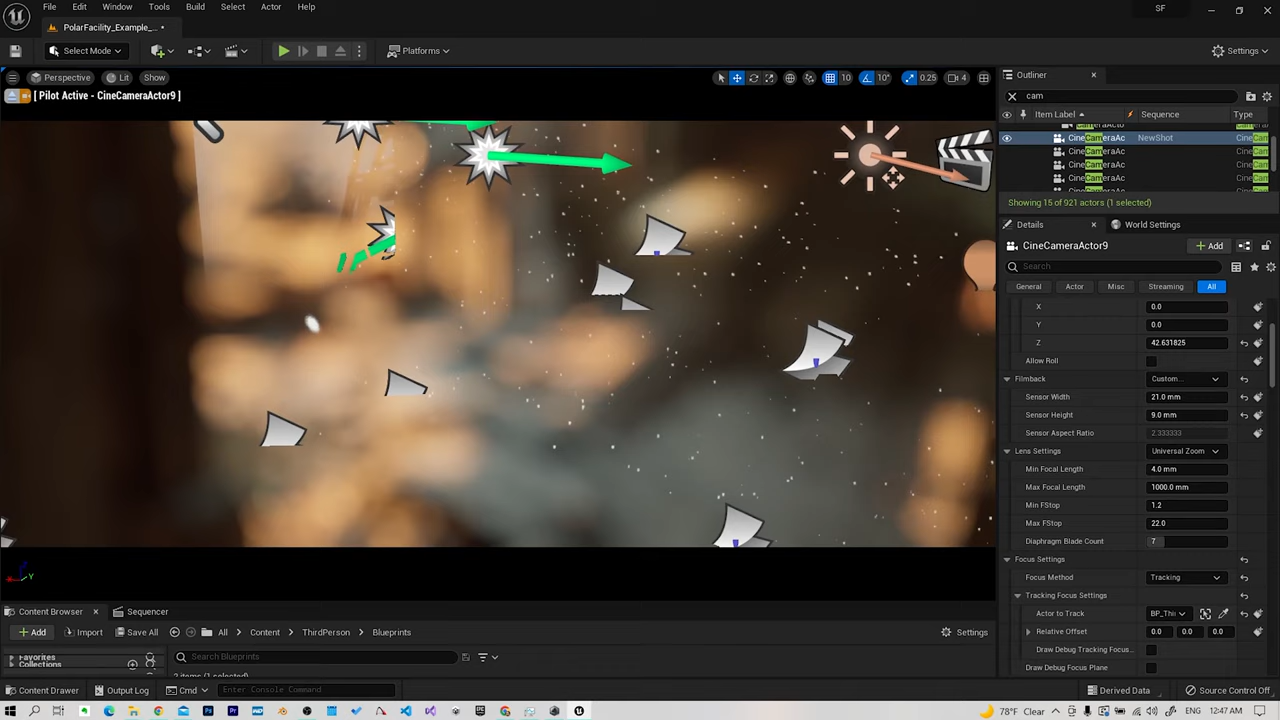 File Edit Window Tools Build Select Actor Help
SF
PolarFacility_Example_...
Select Mode
Platforms
Settings
Perspective Lit Show
10 10° 0.25 4
[ Pilot Active - CineCameraActor9 ]
Outliner
cam
Item Label Sequence Type
CineCameraAc NewShot Cine
CineCameraAc Cine
CineCameraAc Cine
CineCameraAc Cine
Showing 15 of 921 actors (1 selected)
Details World Settings
CineCameraActor9
Add
Search
General Actor Misc Streaming All
X 0.0
Y 0.0
Z 42.631825
Allow Roll
Filmback Custom...
Sensor Width 21.0 mm
Sensor Height 9.0 mm
Sensor Aspect Ratio 2.333333
Lens Settings Universal Zoom
Min Focal Length 4.0 mm
Max Focal Length 1000.0 mm
Min FStop 1.2
Max FStop 22.0
Diaphragm Blade Count 7
Focus Settings
Focus Method Tracking
Tracking Focus Settings
Actor to Track BP_Thi
Relative Offset 0.0 0.0 0.0
Draw Debug Tracking Focus...
Draw Debug Focus Plane
Y
Content Browser Sequencer
Add Import Save All All Content ThirdPerson Blueprints Settings
Favorites
Collections
Search Blueprints
Content Drawer Output Log Cmd Enter Console Command
Derived Data Source Control Off
78°F Clear ENG 12:47 AM